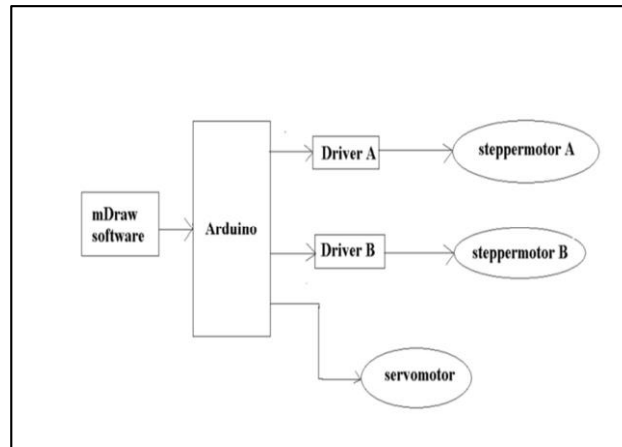 Driver A
steppermotor A
mDraw
software
Arduino
Driver B
steppermotor B
servomotor